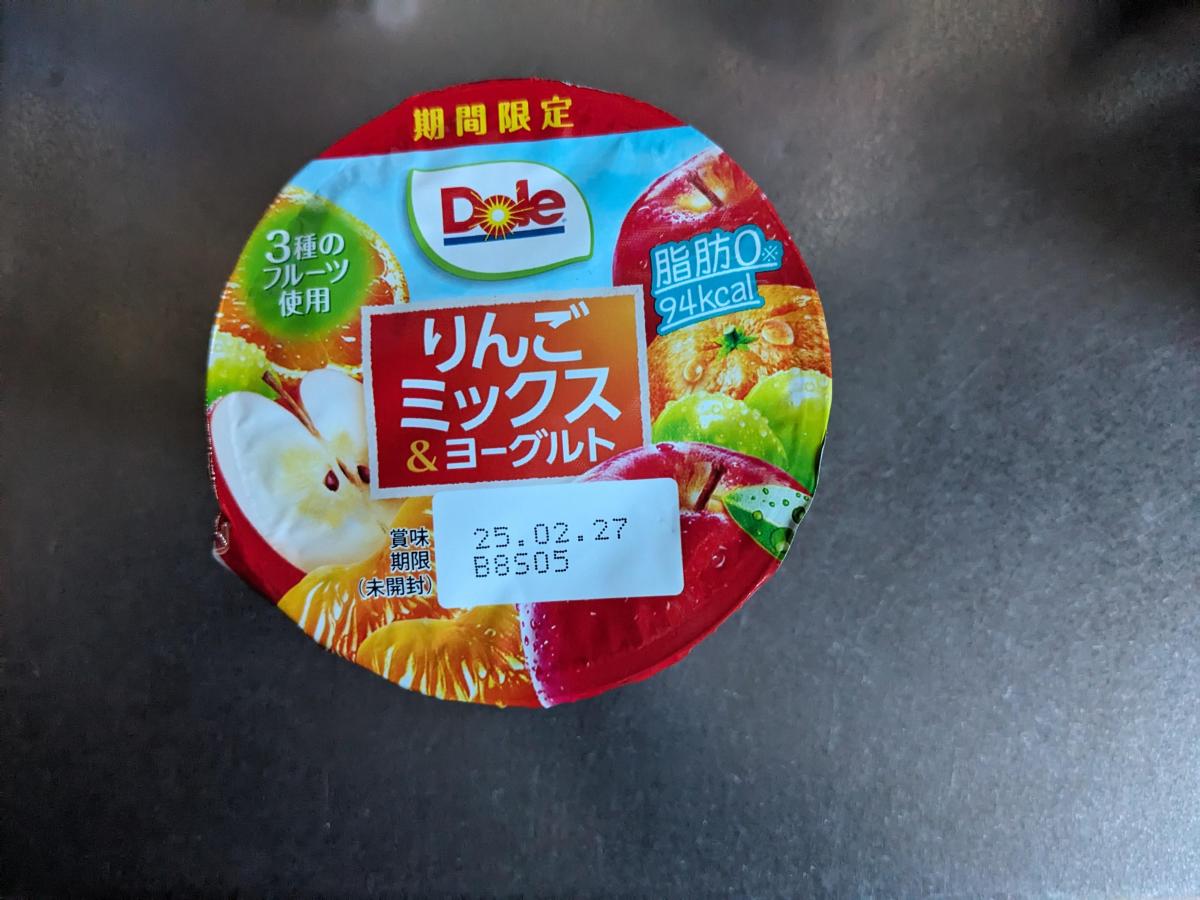 期間限定
Dole
3種の
フルーツ
使用
脂肪0※
94kcal
りんご
ミックス
&ヨーグルト
賞味
期限
(未開封)
25.02.27
B8S05